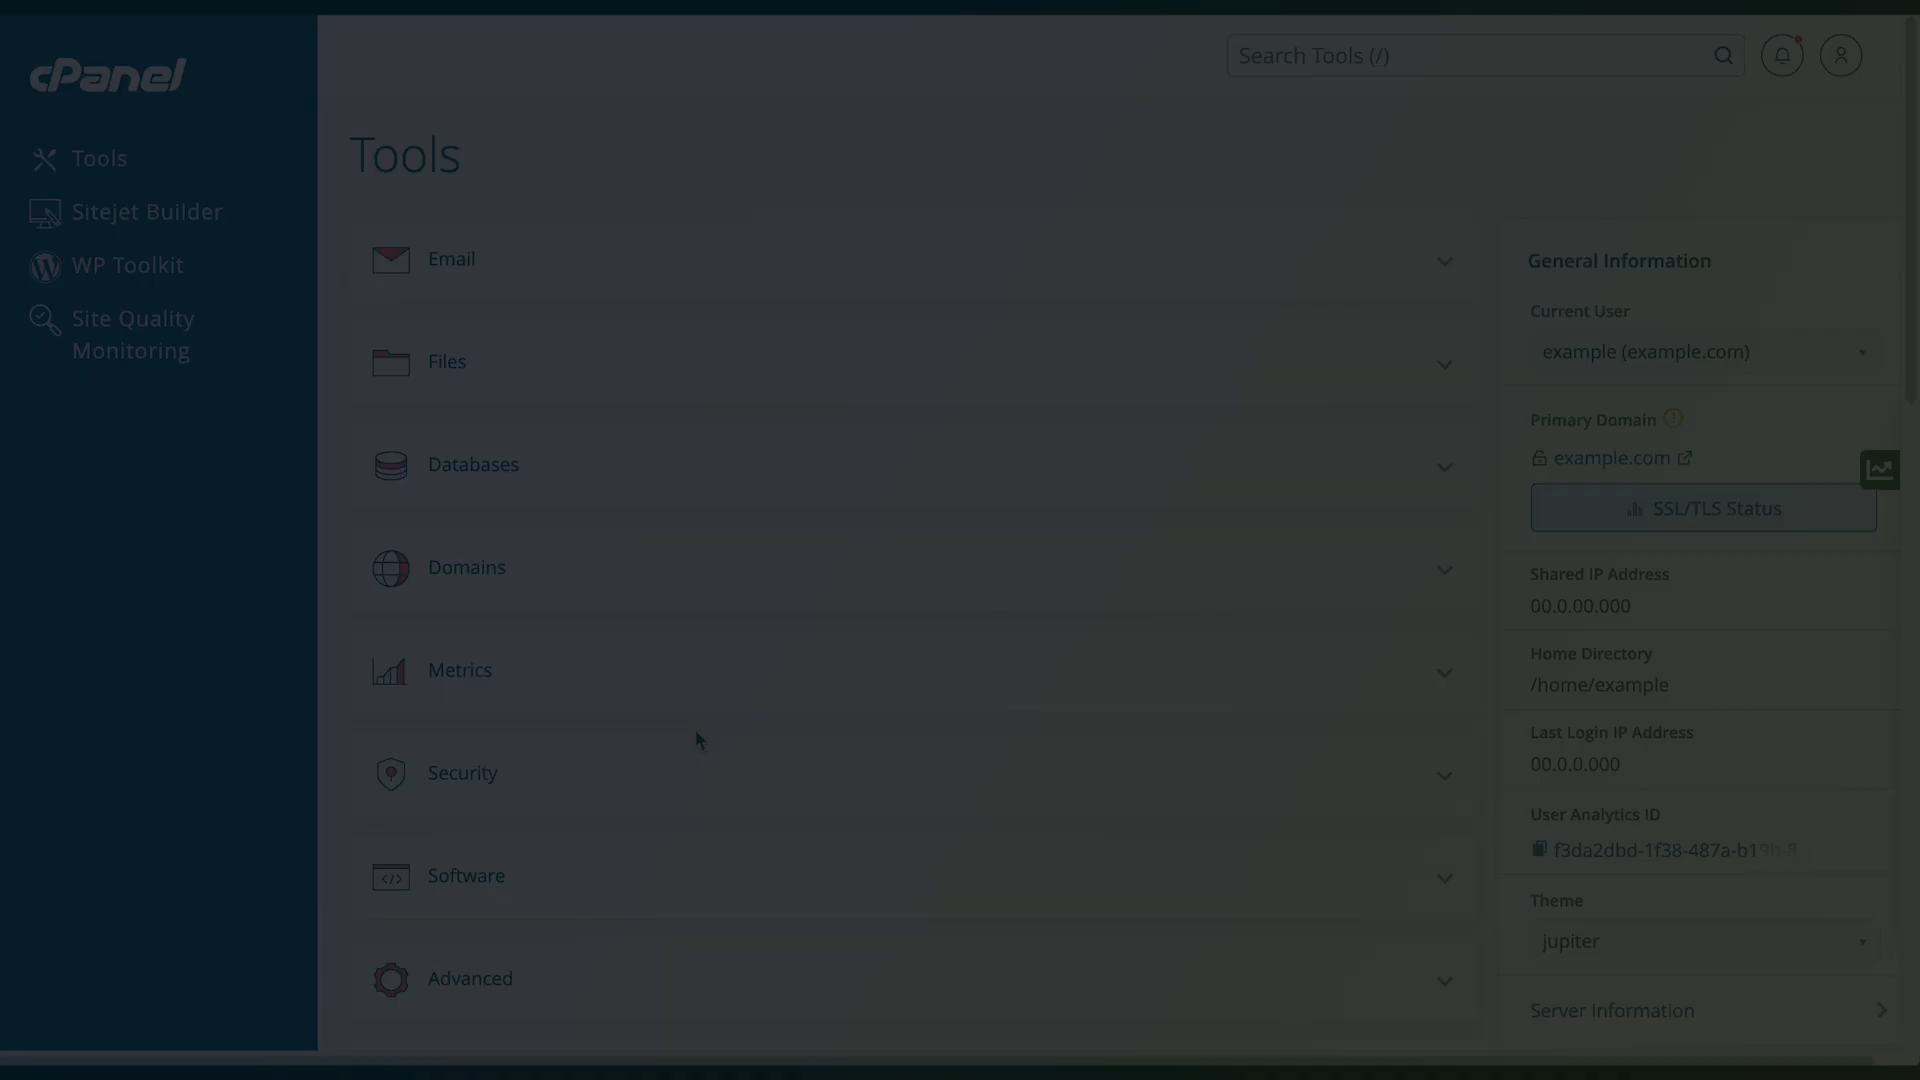 cPanel
Tools
Sitejet Builder
WP Toolkit
Site Quality
Monitoring
Search Tools (/)
Tools
Email
Files
Databases
Domains
Metrics
Security
Software
Advanced
General Information
Current User
example (example.com)
Primary Domain
example.com
SSL/TLS Status
Shared IP Address
00.0.00.000
Home Directory
/home/example
Last Login IP Address
00.0.0.000
User Analytics ID
f3da2dbd-1f38-487a-b19b-8
Theme
jupiter
Server Information